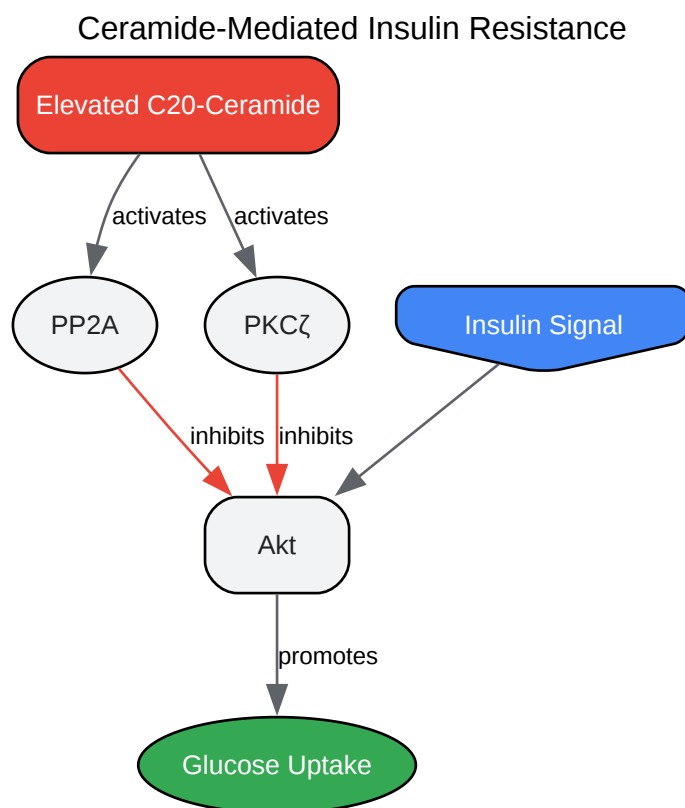 Ceramide-Mediated Insulin Resistance
Elevated C20-Ceramide
activates
activates
PP2A
PKCζ
Insulin Signal
inhibits
inhibits
Akt
promotes
Glucose Uptake